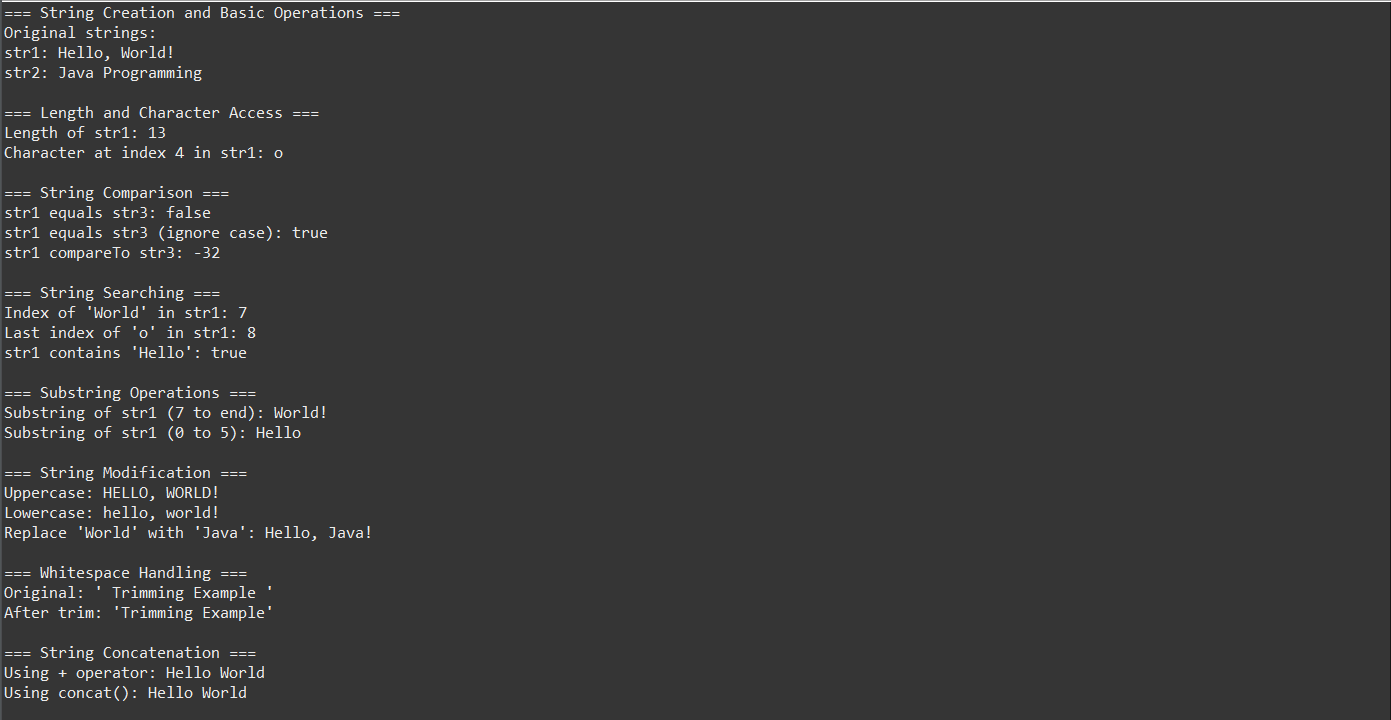 === String Creation and Basic Operations ===
Original strings:
str1: Hello, World!
str2: Java Programming
=== Length and Character Access ===
Length of str1: 13
Character at index 4 in str1: o
=== String Comparison ===
str1 equals str3: false
str1 equals str3 (ignore case): true
str1 compareTo str3: -32
=== String Searching ===
Index of 'World' in str1: 7
Last index of 'o' in str1: 8
str1 contains 'Hello': true
=== Substring Operations ===
Substring of str1 (7 to end): World!
Substring of str1 (0 to 5): Hello
=== String Modification ===
Uppercase: HELLO, WORLD!
Lowercase: hello, world!
Replace 'World' with 'Java': Hello, Java!
=== Whitespace Handling ===
Original: ' Trimming Example '
After trim: 'Trimming Example'
=== String Concatenation ===
Using + operator: Hello World
Using concat(): Hello World